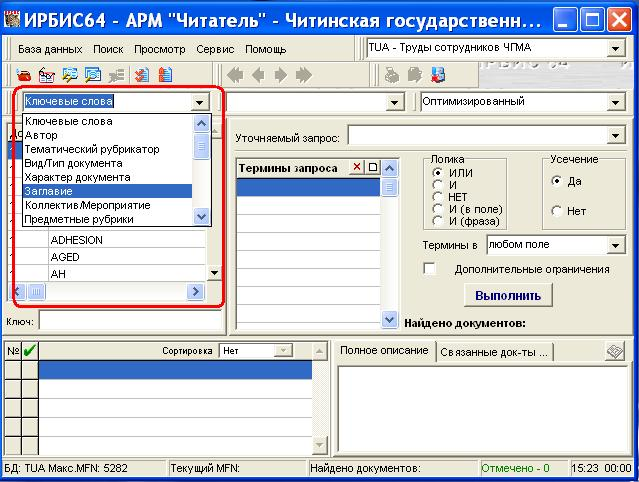 ИРБИС64 - АРМ "Читатель" - Читинская государственн...
База данных Поиск Просмотр Сервис Помощь
TUA - Труды сотрудников ЧГМА
Ключевые слова
Оптимизированный
Ключевые слова
Автор
Тематический рубрикатор
Вид/Тип документа
Характер документа
Заглавие
Коллектив/Мероприятие
Предметные рубрики
ADHESION
AGED
AH
Ключ:
Уточняемый запрос:
Термины запроса
Логика
ИЛИ
И
НЕТ
И (в поле)
И (фраза)
Усечение
Да
Нет
Термины в любом поле
Дополнительные ограничения
Выполнить
Найдено документов:
№ Сортировка Нет
Полное описание Связанные док-ты ...
БД: TUA Макс.MFN: 5282 Текущий MFN: Найдено документов: Отмечено - 0 15:23 00:00